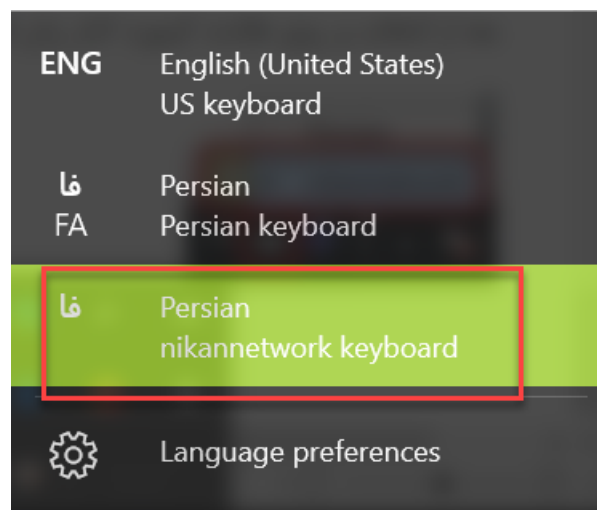 ENG English (United States)
US keyboard
فا Persian
FA Persian keyboard
فا Persian
nikannetwork keyboard
Language preferences